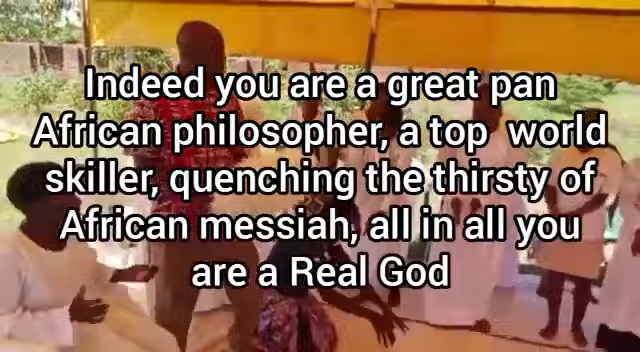 Indeed you are a great pan
African philosopher, a top world
skiller, quenching the thirsty of
African messiah, all in all you
are a Real God